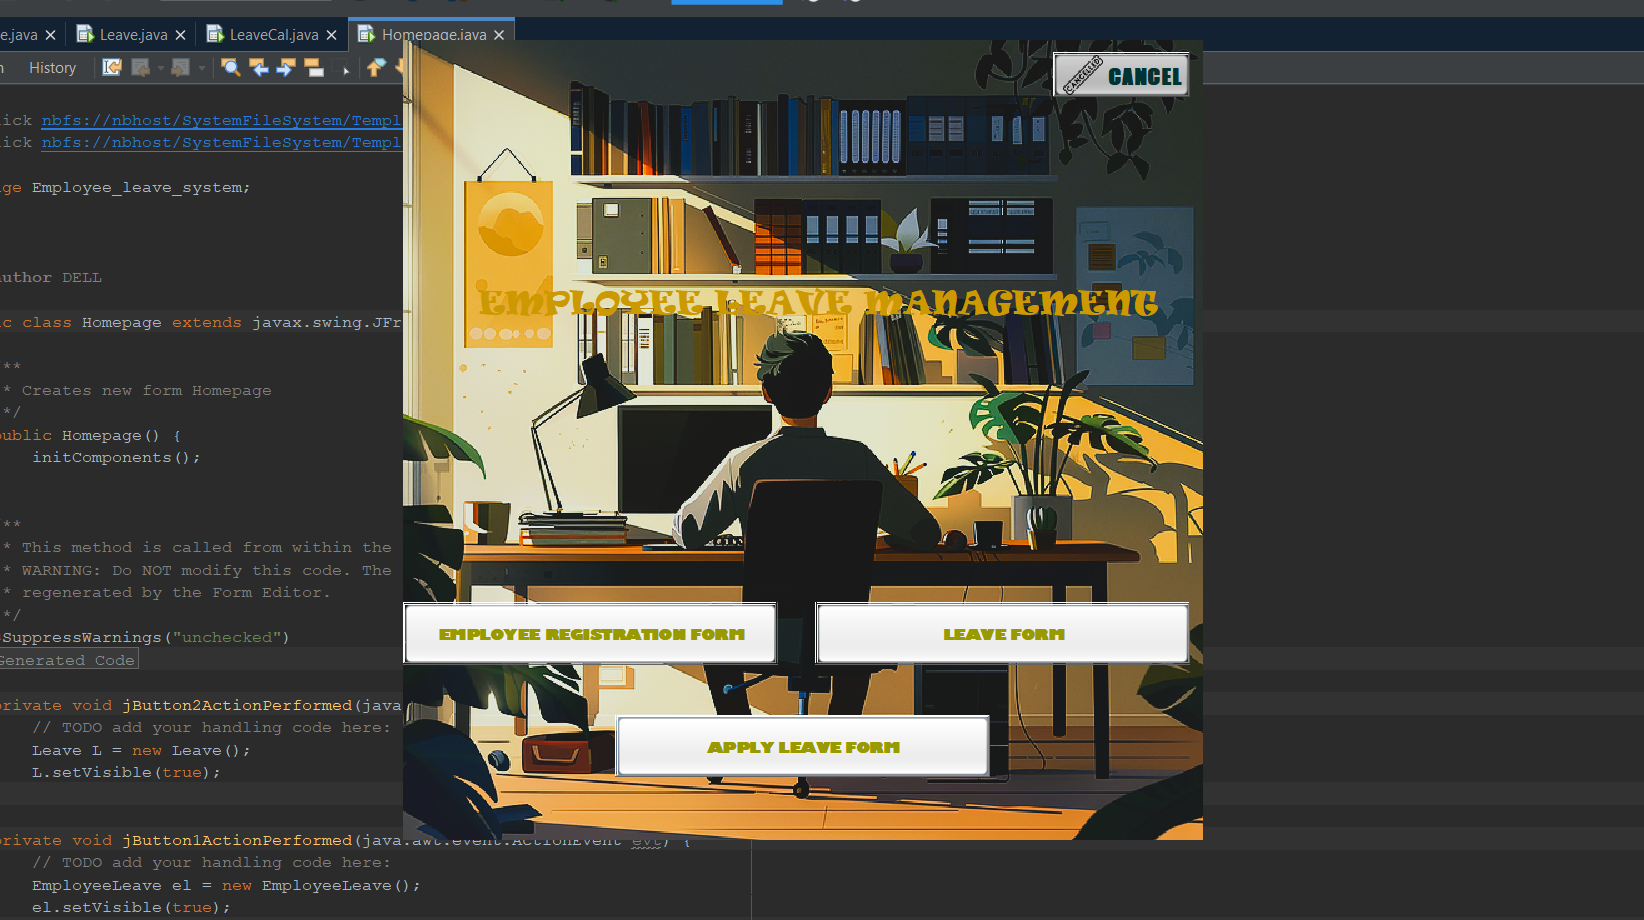 e.java
Leave.java
LeaveCal.java
Homepage.java
History
CANCELLED
CANCEL
ick nbfs://nbhost/SystemFileSystem/Templ
ick nbfs://nbhost/SystemFileSystem/Templ
ge Employee_leave_system;
uthor DELL
ic class Homepage extends javax.swing.JFr
EMPLOYEE LEAVE MANAGEMENT
**
* Creates new form Homepage
*/
public Homepage() {
initComponents();
**
* This method is called from within the
* WARNING: Do NOT modify this code. The
* regenerated by the Form Editor.
*/
SuppressWarnings("unchecked")
Generated Code
EMPLOYEE REGISTRATION FORM
LEAVE FORM
private void jButton2ActionPerformed(java
// TODO add your handling code here:
Leave L = new Leave();
L.setVisible(true);
APPLY LEAVE FORM
private void jButton1ActionPerformed(java.awt.event.ActionEvent evt) {
// TODO add your handling code here:
EmployeeLeave el = new EmployeeLeave();
el.setVisible(true);